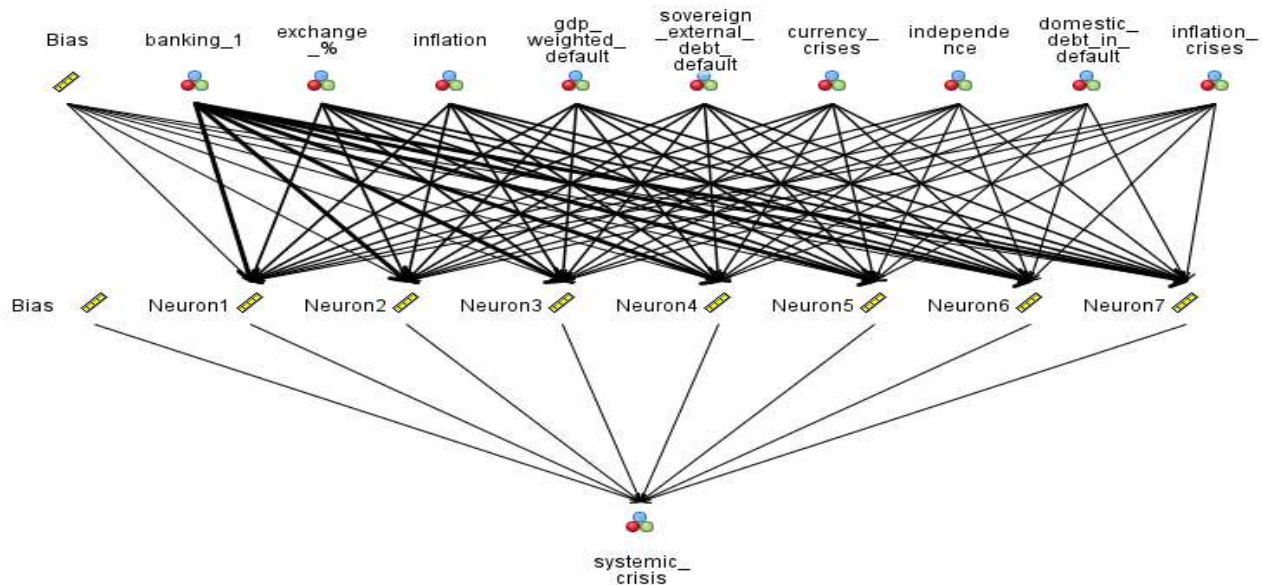 Bias
banking_1
exchange
_%
inflation
gdp_
weighted_
default
sovereign
_external_
debt_
default
currency_
crises
independe
nce
domestic_
debt_in_
default
inflation_
crises
Bias
Neuron1
Neuron2
Neuron3
Neuron4
Neuron5
Neuron6
Neuron7
systemic_
crisis